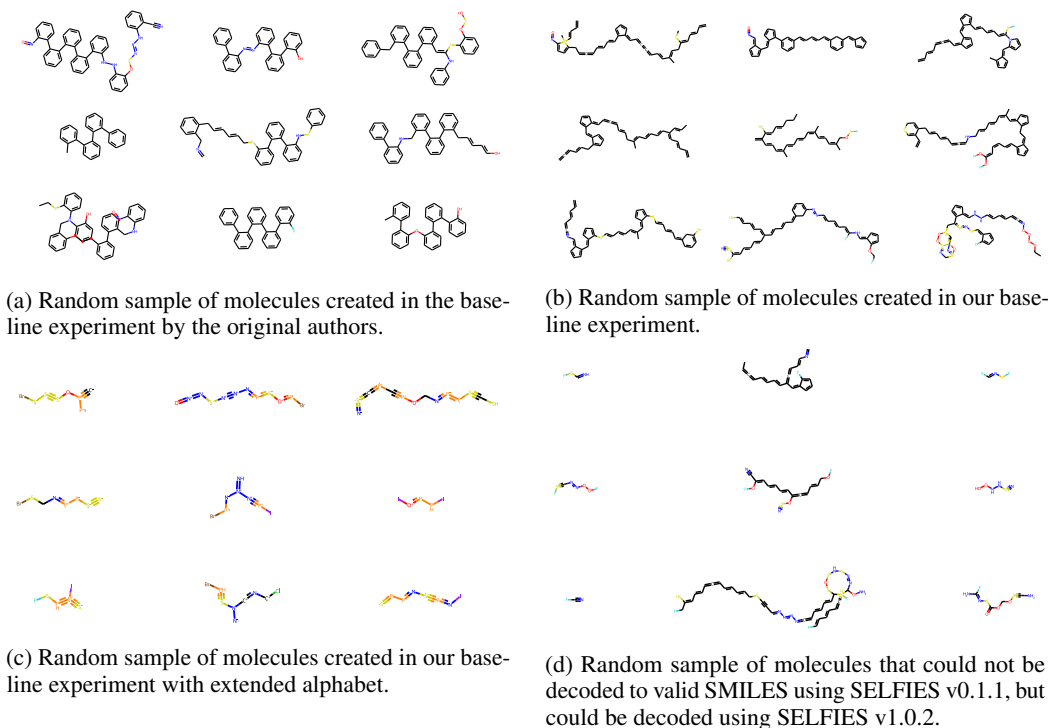 (a) Random sample of molecules created in the base-
line experiment by the original authors.
(b) Random sample of molecules created in our base-
line experiment.
(c) Random sample of molecules created in our base-
line experiment with extended alphabet.
(d) Random sample of molecules that could not be
decoded to valid SMILES using SELFIES v0.1.1, but
could be decoded using SELFIES v1.0.2.